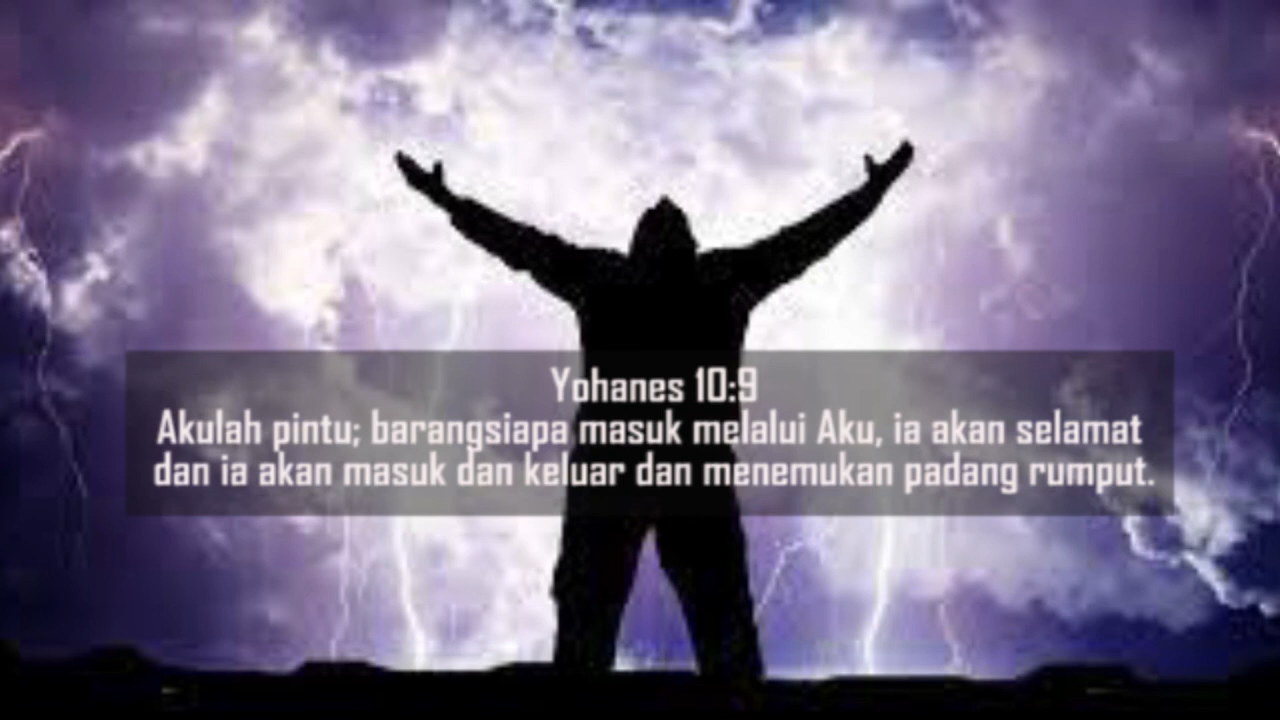 Yohanes 10:9
Akulah pintu; barangsiapa masuk melalui Aku, ia akan selamat
dan ia akan masuk dan keluar dan menemukan padang rumput.